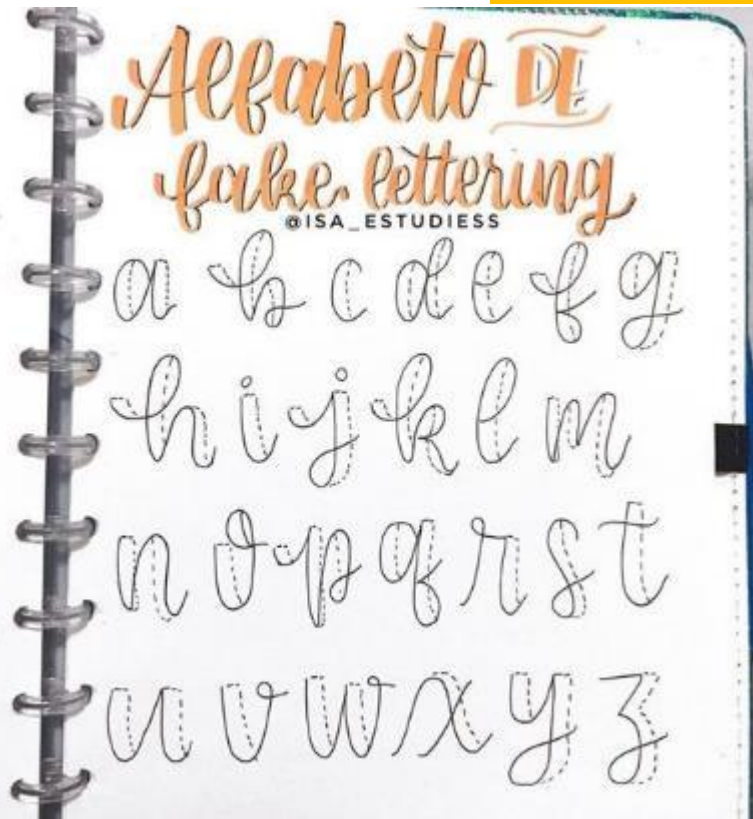 Alfabeto DE
fake lettering
@ISA_ESTUDIESS
a b c d e f g
h i j k l m
n o p q r s t
u v w x y z